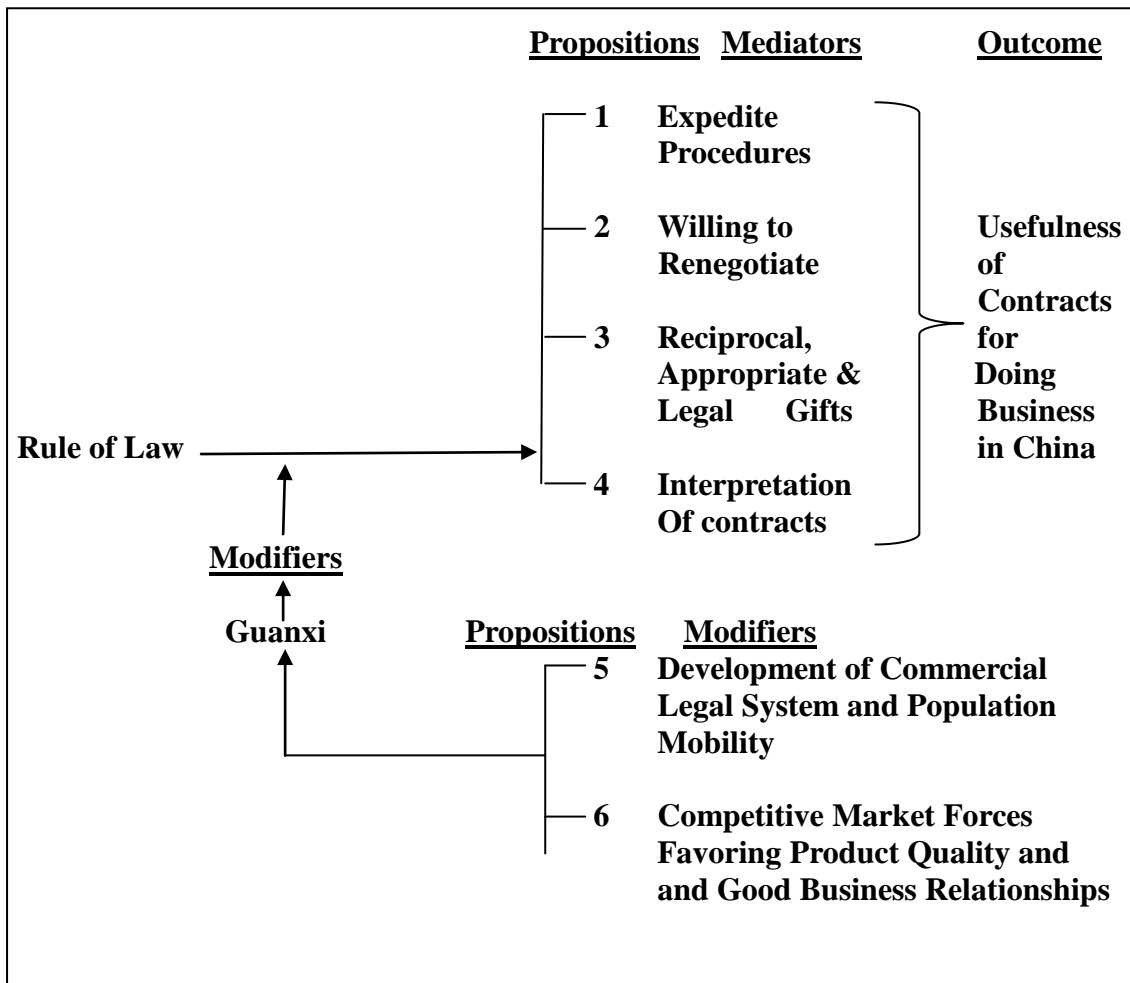 Propositions Mediators Outcome
1 Expedite
Procedures
2 Willing to
Renegotiate
3 Reciprocal,
Appropriate &
Legal Gifts
4 Interpretation
Of contracts
Usefulness
of
Contracts
for
Doing
Business
in China
Rule of Law
Modifiers
Guanxi
Propositions Modifiers
5 Development of Commercial
Legal System and Population
Mobility
6 Competitive Market Forces
Favoring Product Quality and
and Good Business Relationships